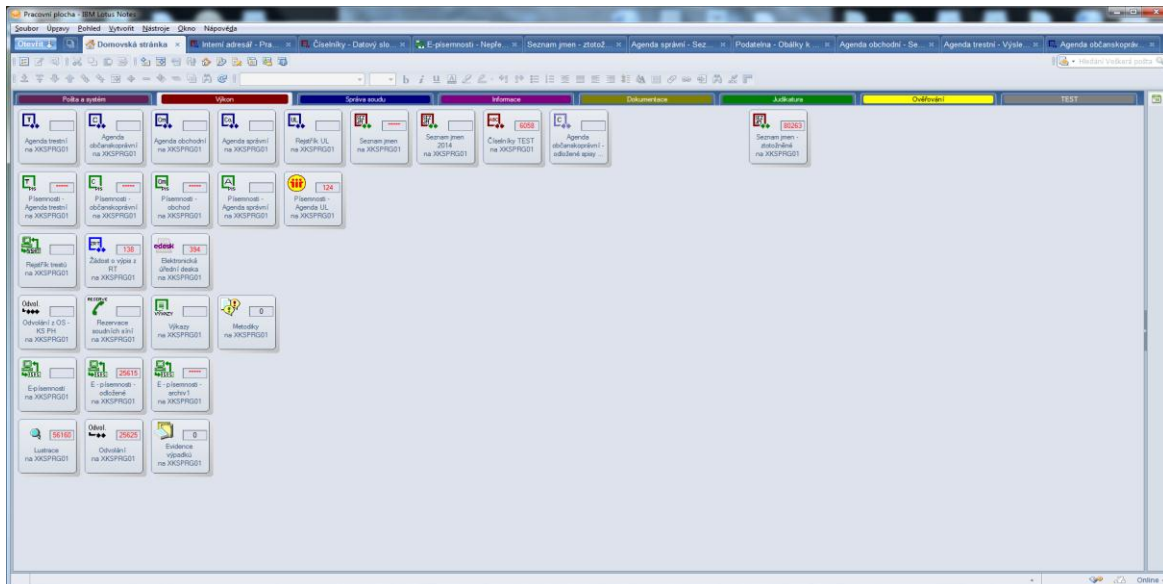 Pracovní plocha - IBM Lotus Notes
Soubor Úpravy Pohled Vytvořit Nástroje Okno Nápověda
Otevřít Domovská stránka Interní adresář - Pra... Číselníky - Datový slo... E-písemnosti - Nepře... Seznam jmen - ztotož... Agenda správní - Sez... Podatelna - Obálky k ... Agenda obchodní - Se... Agenda trestní - Výsle... Agenda občanskopráv...
Hledání Veškerá pošta
Pošta a systém Výkon Správa soudu Informace Dokumentace Judikatura Ověřování TEST
6058 80263
Agenda trestní
na XKSPRG01
Agenda
občanskoprávní
na XKSPRG01
Agenda obchodní
na XKSPRG01
Agenda správní
na XKSPRG01
Rejstřík UL
na XKSPRG01
Seznam jmen
na XKSPRG01
Seznam jmen
2014
na XKSPRG01
Číselníky TEST
na XKSPRG01
Agenda
občanskoprávní -
odložené spisy ...
Seznam jmen -
ztotožněné
na XKSPRG01
124
Písemnosti -
Agenda trestní
na XKSPRG01
Písemnosti -
občanskoprávní
na XKSPRG01
Písemnosti -
obchod
na XKSPRG01
Písemnosti -
Agenda správní
na XKSPRG01
Písemnosti -
Agenda UL
na XKSPRG01
138 edesk 394
Rejstřík trestů
na XKSPRG01
Žádost o výpis z
RT
na XKSPRG01
Elektronická
úřední deska
na XKSPRG01
Odvol. RESERVE VÝKAZY 0
Odvolání z OS -
KS PH
na XKSPRG01
Rezervace
soudních síní
na XKSPRG01
Výkazy
na XKSPRG01
Metodiky
na XKSPRG01
25615
E-písemnosti
na XKSPRG01
E - písemnosti -
odložené
na XKSPRG01
E - písemnosti -
archiv1
na XKSPRG01
56160 Odvol. 25625 0
Lustrace
na XKSPRG01
Odvolání
na XKSPRG01
Evidence
výpadků
na XKSPRG01
Online